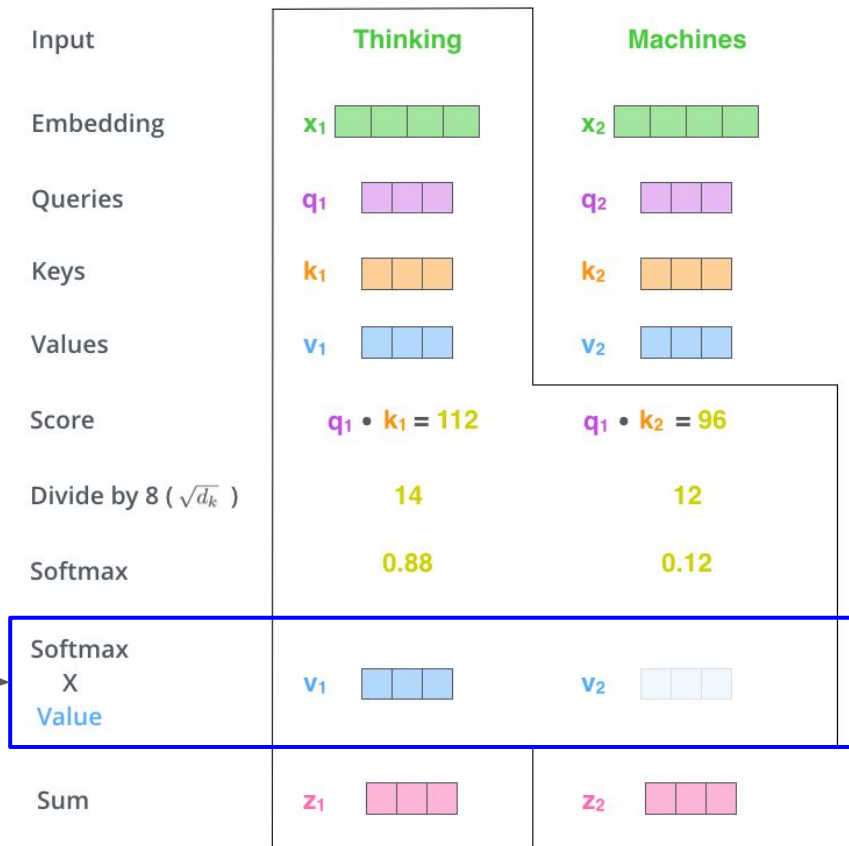 Input Thinking Machines
Embedding x₁ x₂
Queries q₁ q₂
Keys k₁ k₂
Values v₁ v₂
Score q₁ • k₁ = 112 q₁ • k₂ = 96
Divide by 8 ( √dₖ ) 14 12
Softmax 0.88 0.12
Softmax
X v₁ v₂
Value
Sum z₁ z₂